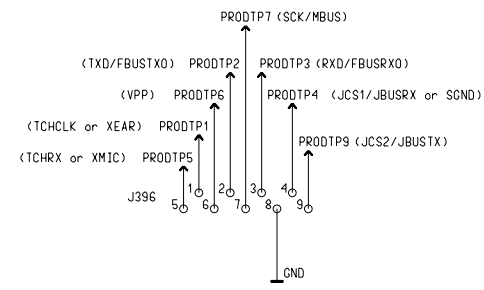 PRODTP7 (SCK/MBUS)
(TXD/FBUSTXO) PRODTP2 PRODTP3 (RXD/FBUSRXO)
(VPP) PRODTP6 PRODTP4 (JCS1/JBUSRX or SGND)
(TCHCLK or XEAR) PRODTP1
PRODTP9 (JCS2/JBUSTX)
(TCHRX or XMIC) PRODTP5
J396 1 2 3 4
5 6 7 8 9
GND